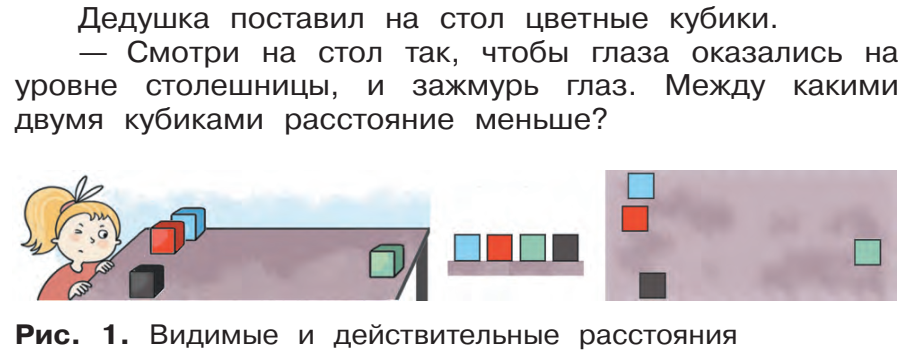 Дедушка поставил на стол цветные кубики.
— Смотри на стол так, чтобы глаза оказались на
уровне столешницы, и зажмурь глаз. Между какими
двумя кубиками расстояние меньше?
Рис. 1. Видимые и действительные расстояния